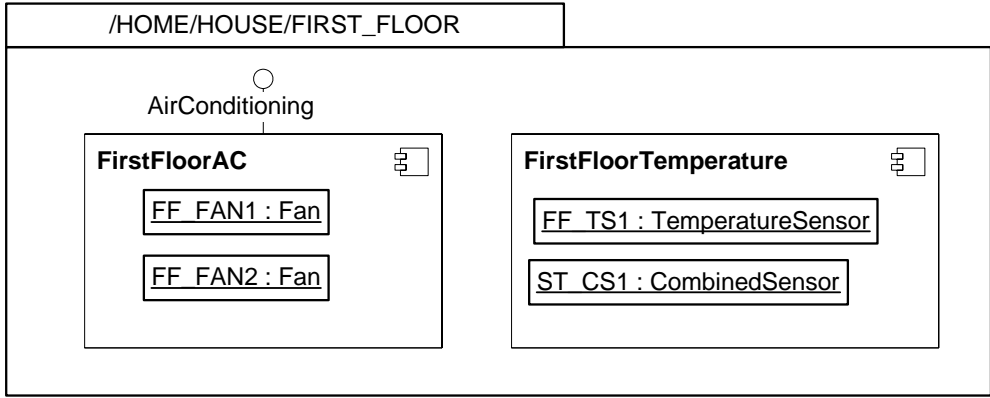 /HOME/HOUSE/FIRST_FLOOR
AirConditioning
FirstFloorAC
FF_FAN1 : Fan
FF_FAN2 : Fan
FirstFloorTemperature
FF_TS1 : TemperatureSensor
ST_CS1 : CombinedSensor